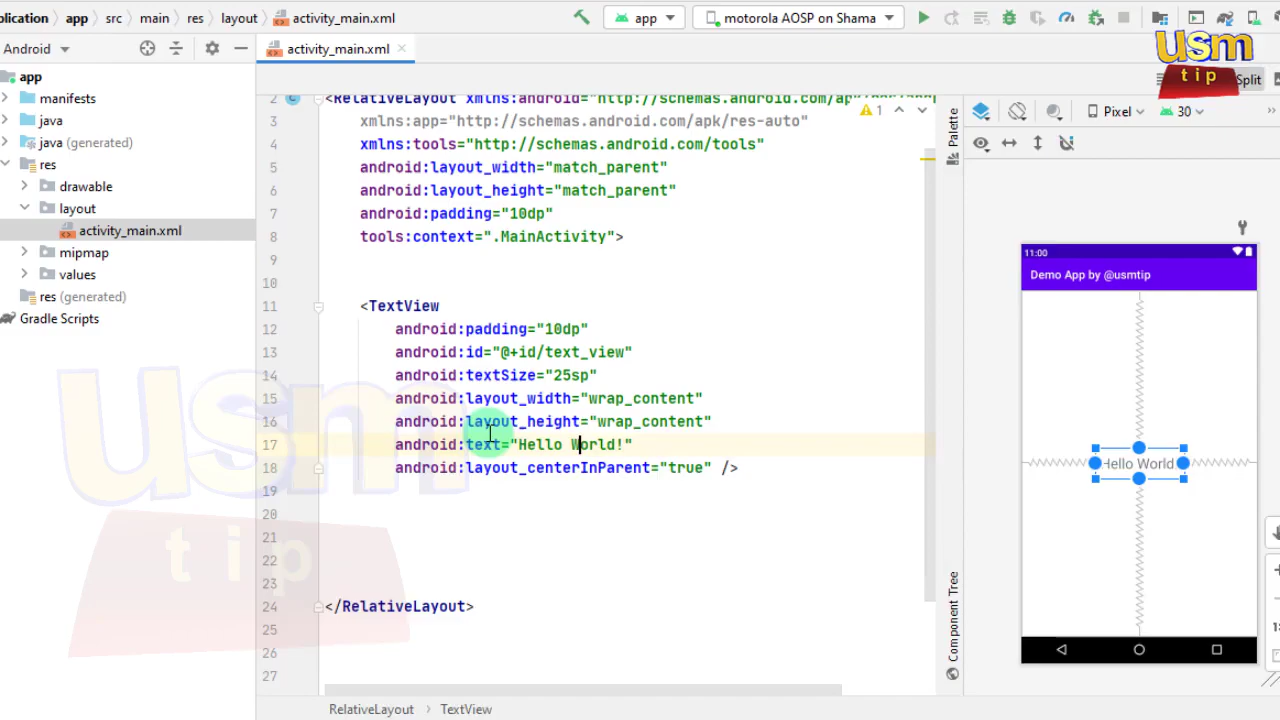 plication › app › src › main › res › layout › activity_main.xml
app
motorola AOSP on Shama
Android
activity_main.xml
usm
tip
Split
app
manifests
java
java (generated)
res
drawable
layout
activity_main.xml
mipmap
values
res (generated)
Gradle Scripts
2 <RelativeLayout xmlns:android="http://schemas.android.com/apk/res/andr
3 xmlns:app="http://schemas.android.com/apk/res-auto"
4 xmlns:tools="http://schemas.android.com/tools"
5 android:layout_width="match_parent"
6 android:layout_height="match_parent"
7 android:padding="10dp"
8 tools:context=".MainActivity">
9
10
11 <TextView
12 android:padding="10dp"
13 android:id="@+id/text_view"
14 android:textSize="25sp"
15 android:layout_width="wrap_content"
16 android:layout_height="wrap_content"
17 android:text="Hello World!"
18 android:layout_centerInParent="true" />
19
20
21
22
23
24 </RelativeLayout>
25
26
27
1
Palette
Component Tree
Pixel
30
11:00
Demo App by @usmtip
Hello World
usm
tip
RelativeLayout › TextView